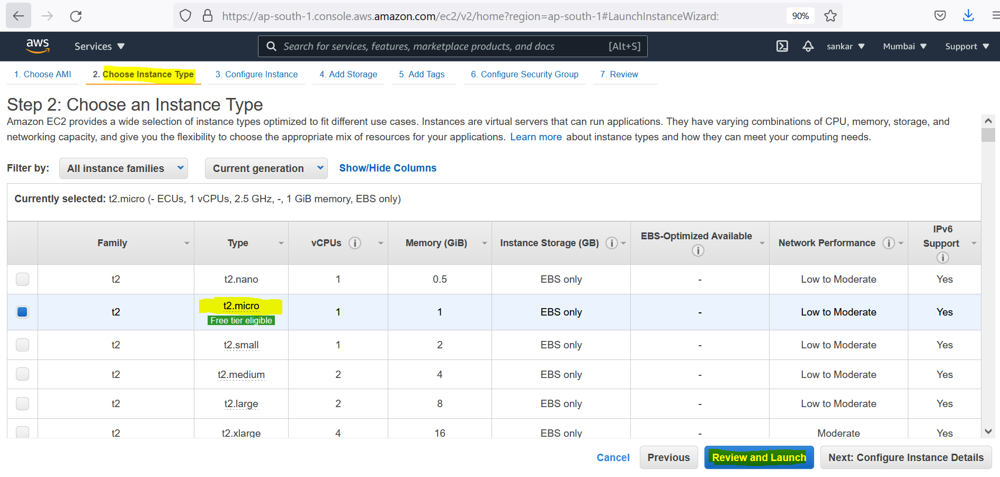 https://ap-south-1.console.aws.amazon.com/ec2/v2/home?region=ap-south-1#LaunchInstanceWizard: 90%
aws Services Search for services, features, marketplace products, and docs [Alt+S] sankar Mumbai Support
1. Choose AMI 2. Choose Instance Type 3. Configure Instance 4. Add Storage 5. Add Tags 6. Configure Security Group 7. Review
Step 2: Choose an Instance Type
Amazon EC2 provides a wide selection of instance types optimized to fit different use cases. Instances are virtual servers that can run applications. They have varying combinations of CPU, memory, storage, and
networking capacity, and give you the flexibility to choose the appropriate mix of resources for your applications. Learn more about instance types and how they can meet your computing needs.
Filter by: All instance families Current generation Show/Hide Columns
Currently selected: t2.micro (- ECUs, 1 vCPUs, 2.5 GHz, -, 1 GiB memory, EBS only)
Family Type vCPUs Memory (GiB) Instance Storage (GB) EBS-Optimized Available Network Performance IPv6 Support
t2 t2.nano 1 0.5 EBS only - Low to Moderate Yes
t2 t2.micro 1 1 EBS only - Low to Moderate Yes
Free tier eligible
t2 t2.small 1 2 EBS only - Low to Moderate Yes
t2 t2.medium 2 4 EBS only - Low to Moderate Yes
t2 t2.large 2 8 EBS only - Low to Moderate Yes
t2 t2.xlarge 4 16 EBS only - Moderate Yes
Cancel Previous Review and Launch Next: Configure Instance Details